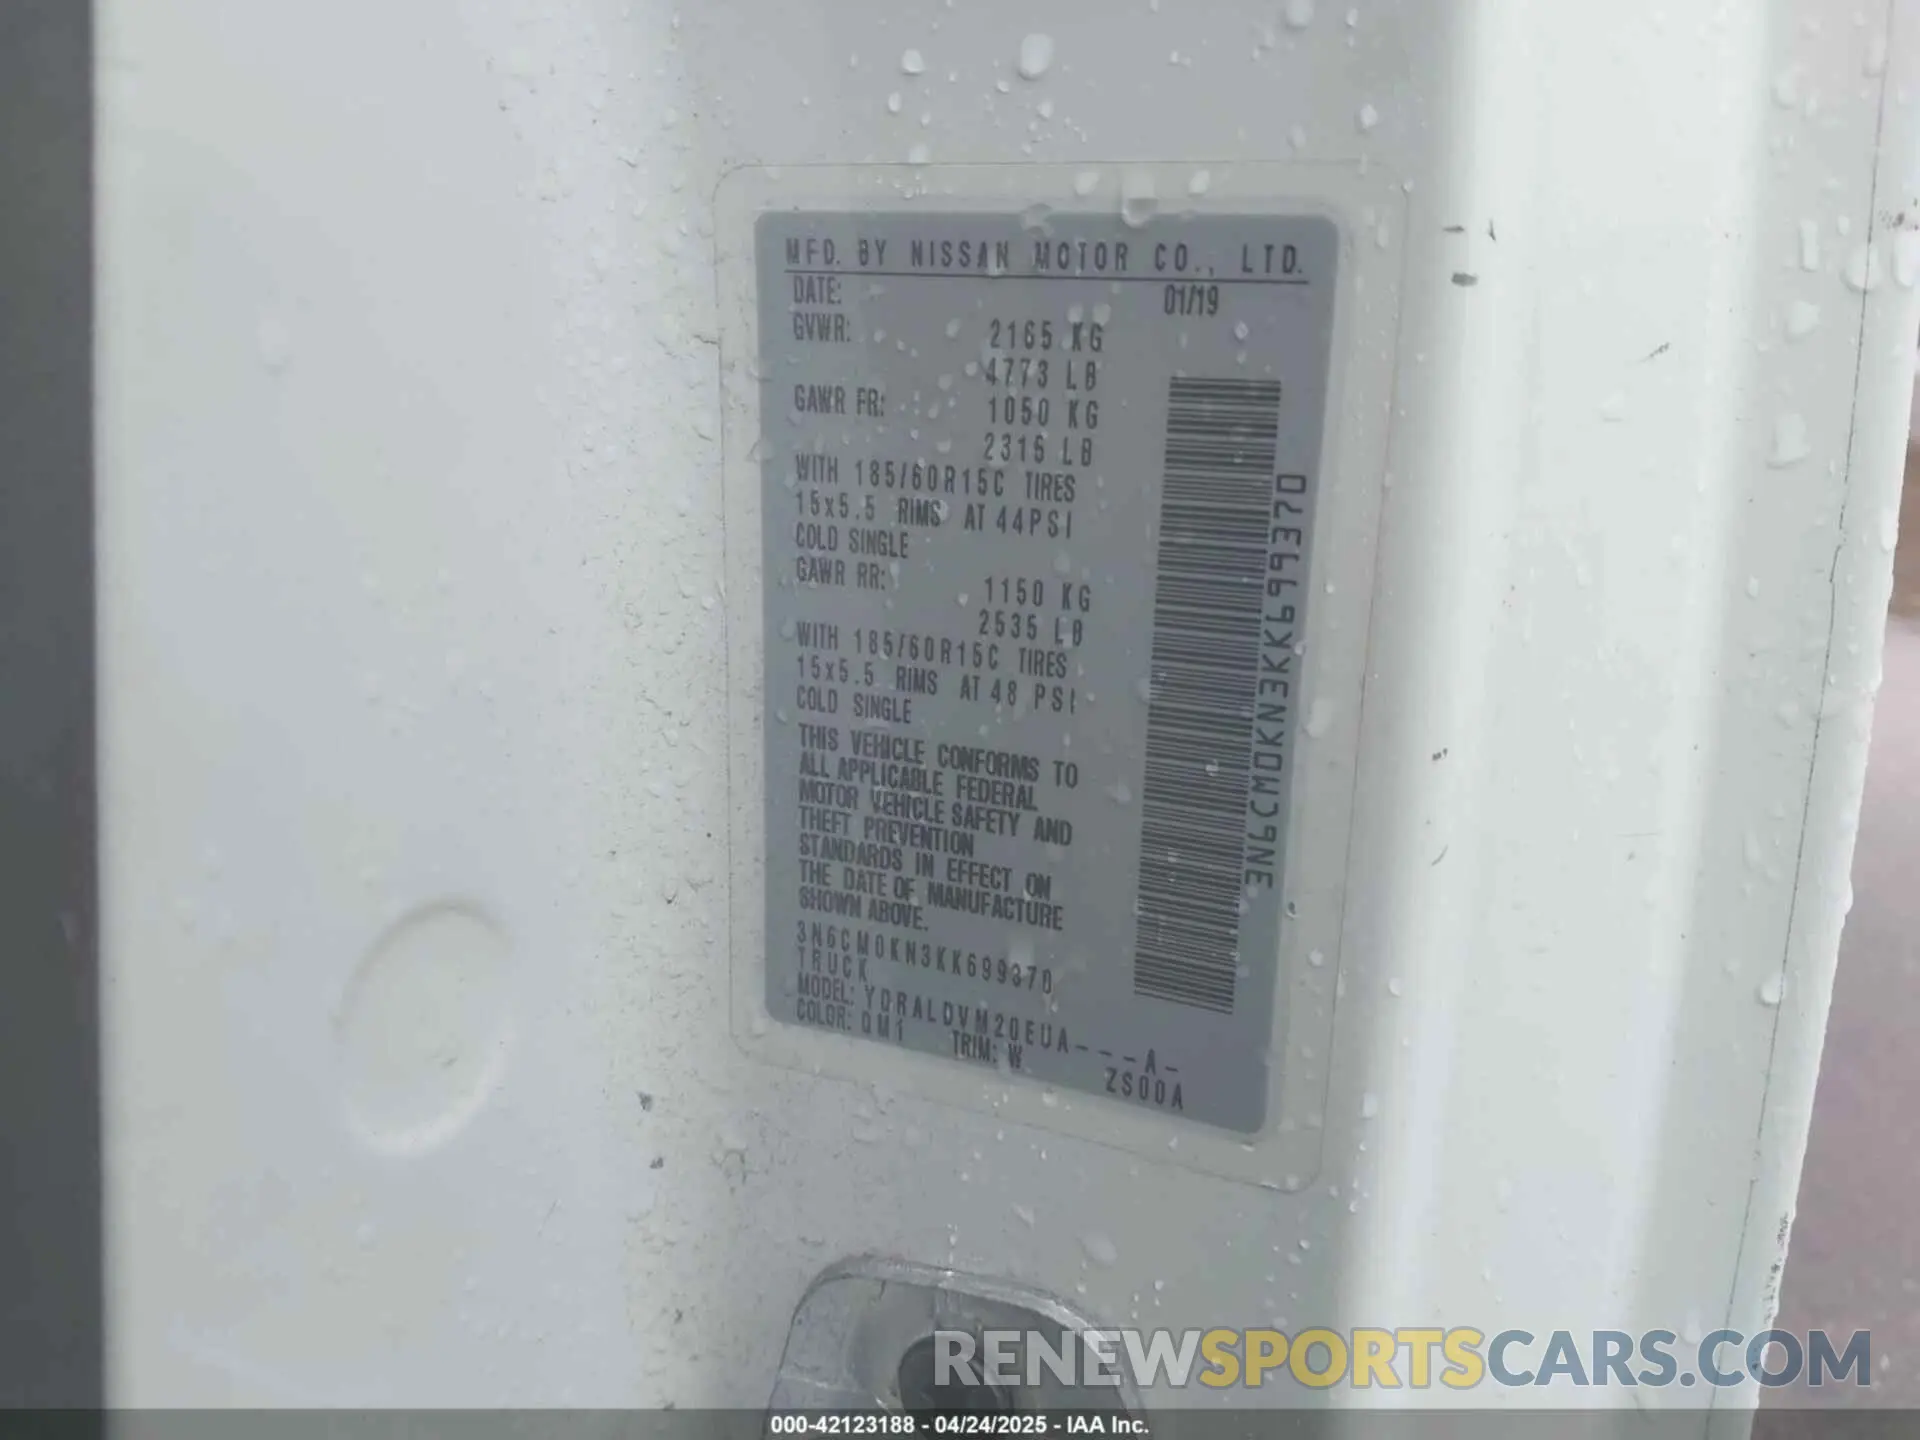 MFD. BY NISSAN MOTOR CO., LTD.
DATE: 01/19
GVWR: 2165 KG
4773 LB
GAWR FR: 1050 KG
2315 LB
WITH 185/60R15C TIRES
15x5.5 RIMS AT 44PSI
COLD SINGLE
GAWR RR: 1150 KG
2535 LB
WITH 185/60R15C TIRES
15x5.5 RIMS AT 48 PSI
COLD SINGLE
THIS VEHICLE CONFORMS TO
ALL APPLICABLE FEDERAL
MOTOR VEHICLE SAFETY AND
THEFT PREVENTION
STANDARDS IN EFFECT ON
THE DATE OF MANUFACTURE
SHOWN ABOVE.
3N6CM0KN3KK699370
TRUCK
MODEL: YDRALDVM20EUA---A-
COLOR: QM1 TRIM: W ZS00A
3N6CM0KN3KK699370
RENEWSPORTSCARS.COM
000-42123188 - 04/24/2025 - IAA Inc.